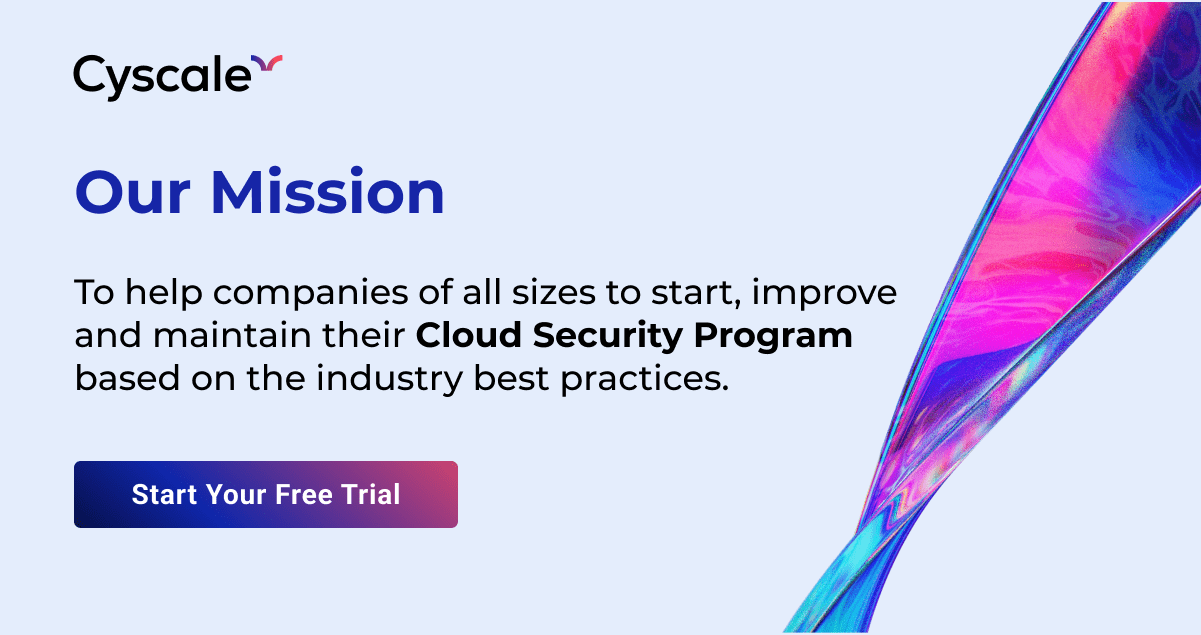 Cyscale
Our Mission
To help companies of all sizes to start, improve
and maintain their Cloud Security Program
based on the industry best practices.
Start Your Free Trial